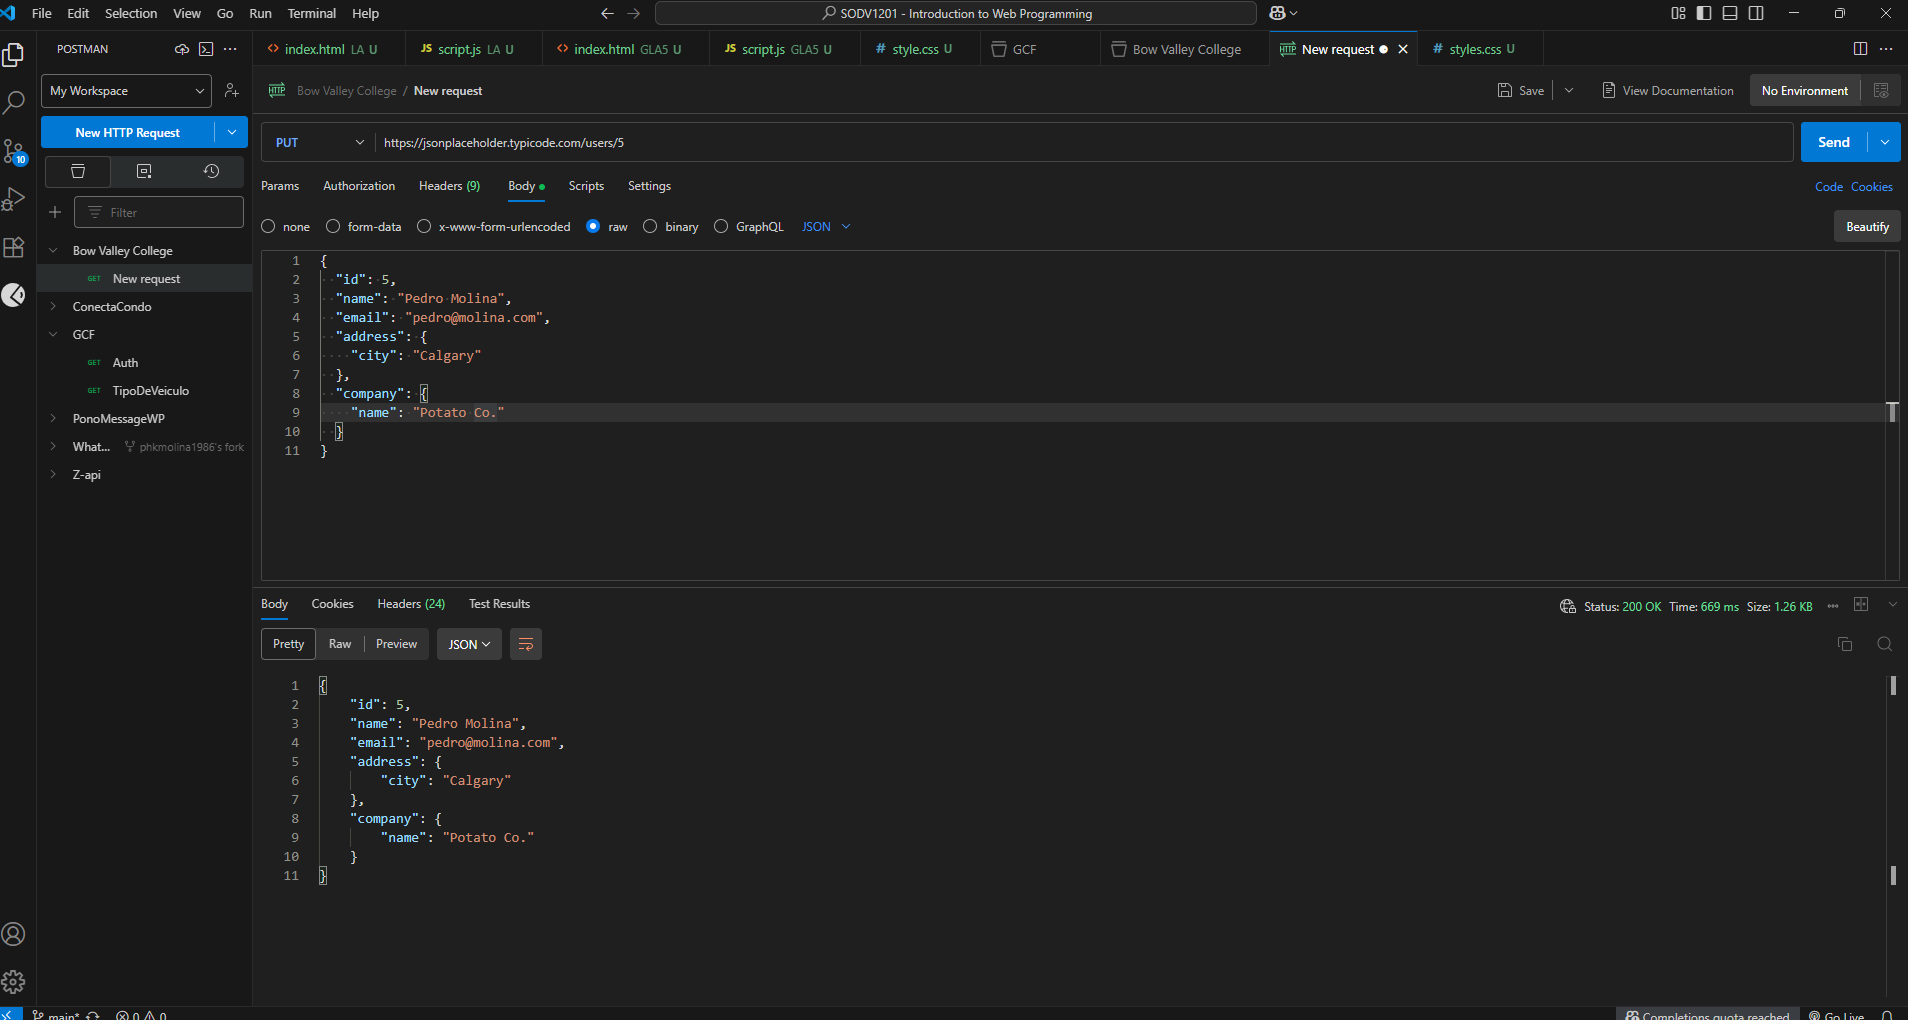 File Edit Selection View Go Run Terminal Help
SODV1201 - Introduction to Web Programming
POSTMAN
index.html LA U
JS script.js LA U
index.html GLA5 U
JS script.js GLA5 U
# style.css U
GCF
Bow Valley College
HTTP New request
# styles.css U
My Workspace
HTTP Bow Valley College / New request
Save
View Documentation
No Environment
New HTTP Request
PUT https://jsonplaceholder.typicode.com/users/5
Send
10
Params Authorization Headers (9) Body Scripts Settings
Code Cookies
Filter
none form-data x-www-form-urlencoded raw binary GraphQL JSON
Beautify
Bow Valley College
GET New request
ConectaCondo
GCF
GET Auth
GET TipoDeVeiculo
PonoMessageWP
What... phkmolina1986's fork
Z-api
1 {
2 "id": 5,
3 "name": "Pedro Molina",
4 "email": "pedro@molina.com",
5 "address": {
6 "city": "Calgary"
7 },
8 "company": {
9 "name": "Potato Co."
10 }
11 }
Body Cookies Headers (24) Test Results
Status: 200 OK Time: 669 ms Size: 1.26 KB
Pretty Raw Preview JSON
1 {
2 "id": 5,
3 "name": "Pedro Molina",
4 "email": "pedro@molina.com",
5 "address": {
6 "city": "Calgary"
7 },
8 "company": {
9 "name": "Potato Co."
10 }
11 }
main* 0 0
Completions quota reached
Go Live